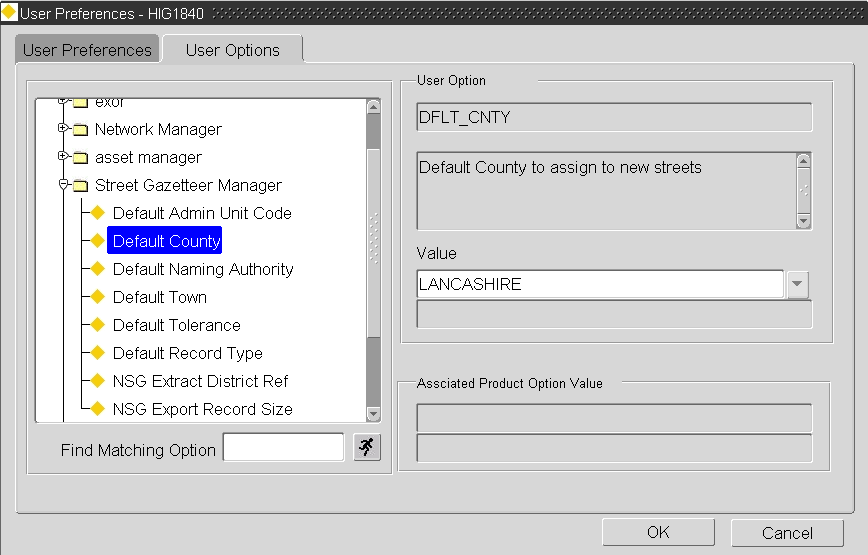 User Preferences - HIG1840
User Preferences
User Options
exor
Network Manager
asset manager
Street Gazetteer Manager
Default Admin Unit Code
Default County
Default Naming Authority
Default Town
Default Tolerance
Default Record Type
NSG Extract District Ref
NSG Export Record Size
Find Matching Option
User Option
DFLT_CNTY
Default County to assign to new streets
Value
LANCASHIRE
Assciated Product Option Value
OK
Cancel